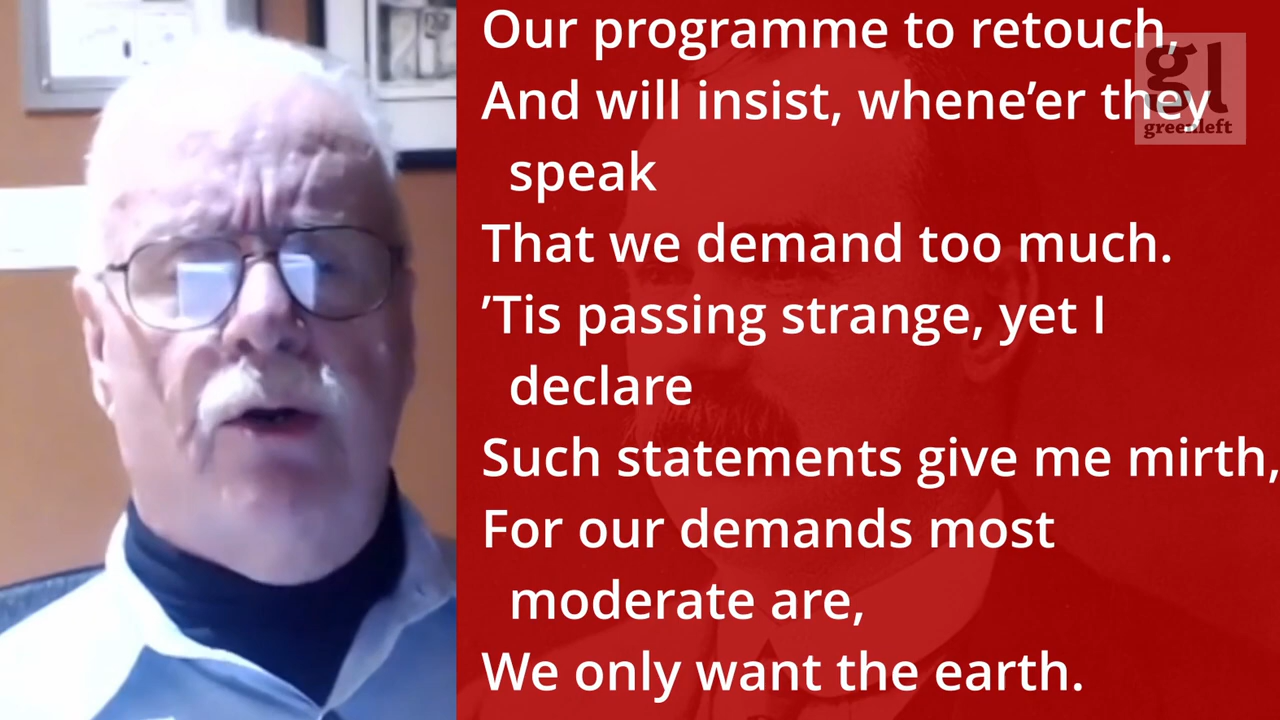 Our programme to retouch,
And will insist, whene’er they
speak
That we demand too much.
’Tis passing strange, yet I
declare
Such statements give me mirth,
For our demands most
moderate are,
We only want the earth.
gl
greenleft